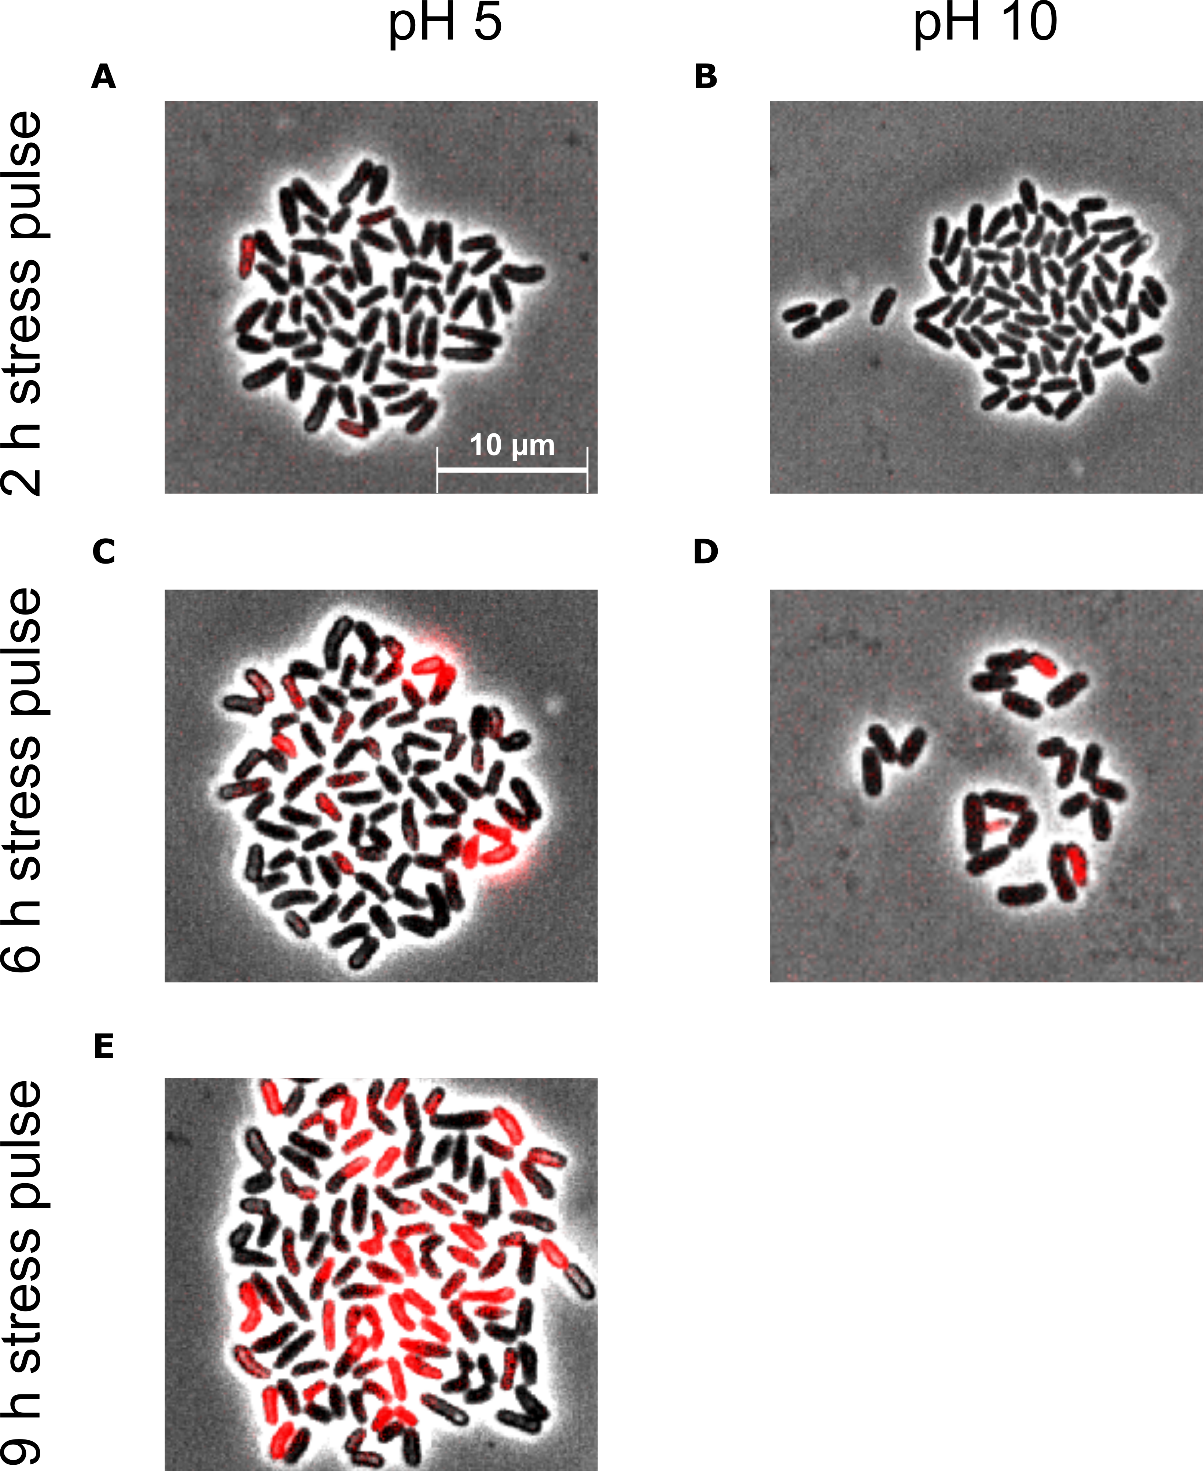 pH 5
pH 10
A
B
2 h stress pulse
10 µm
C
D
6 h stress pulse
E
9 h stress pulse